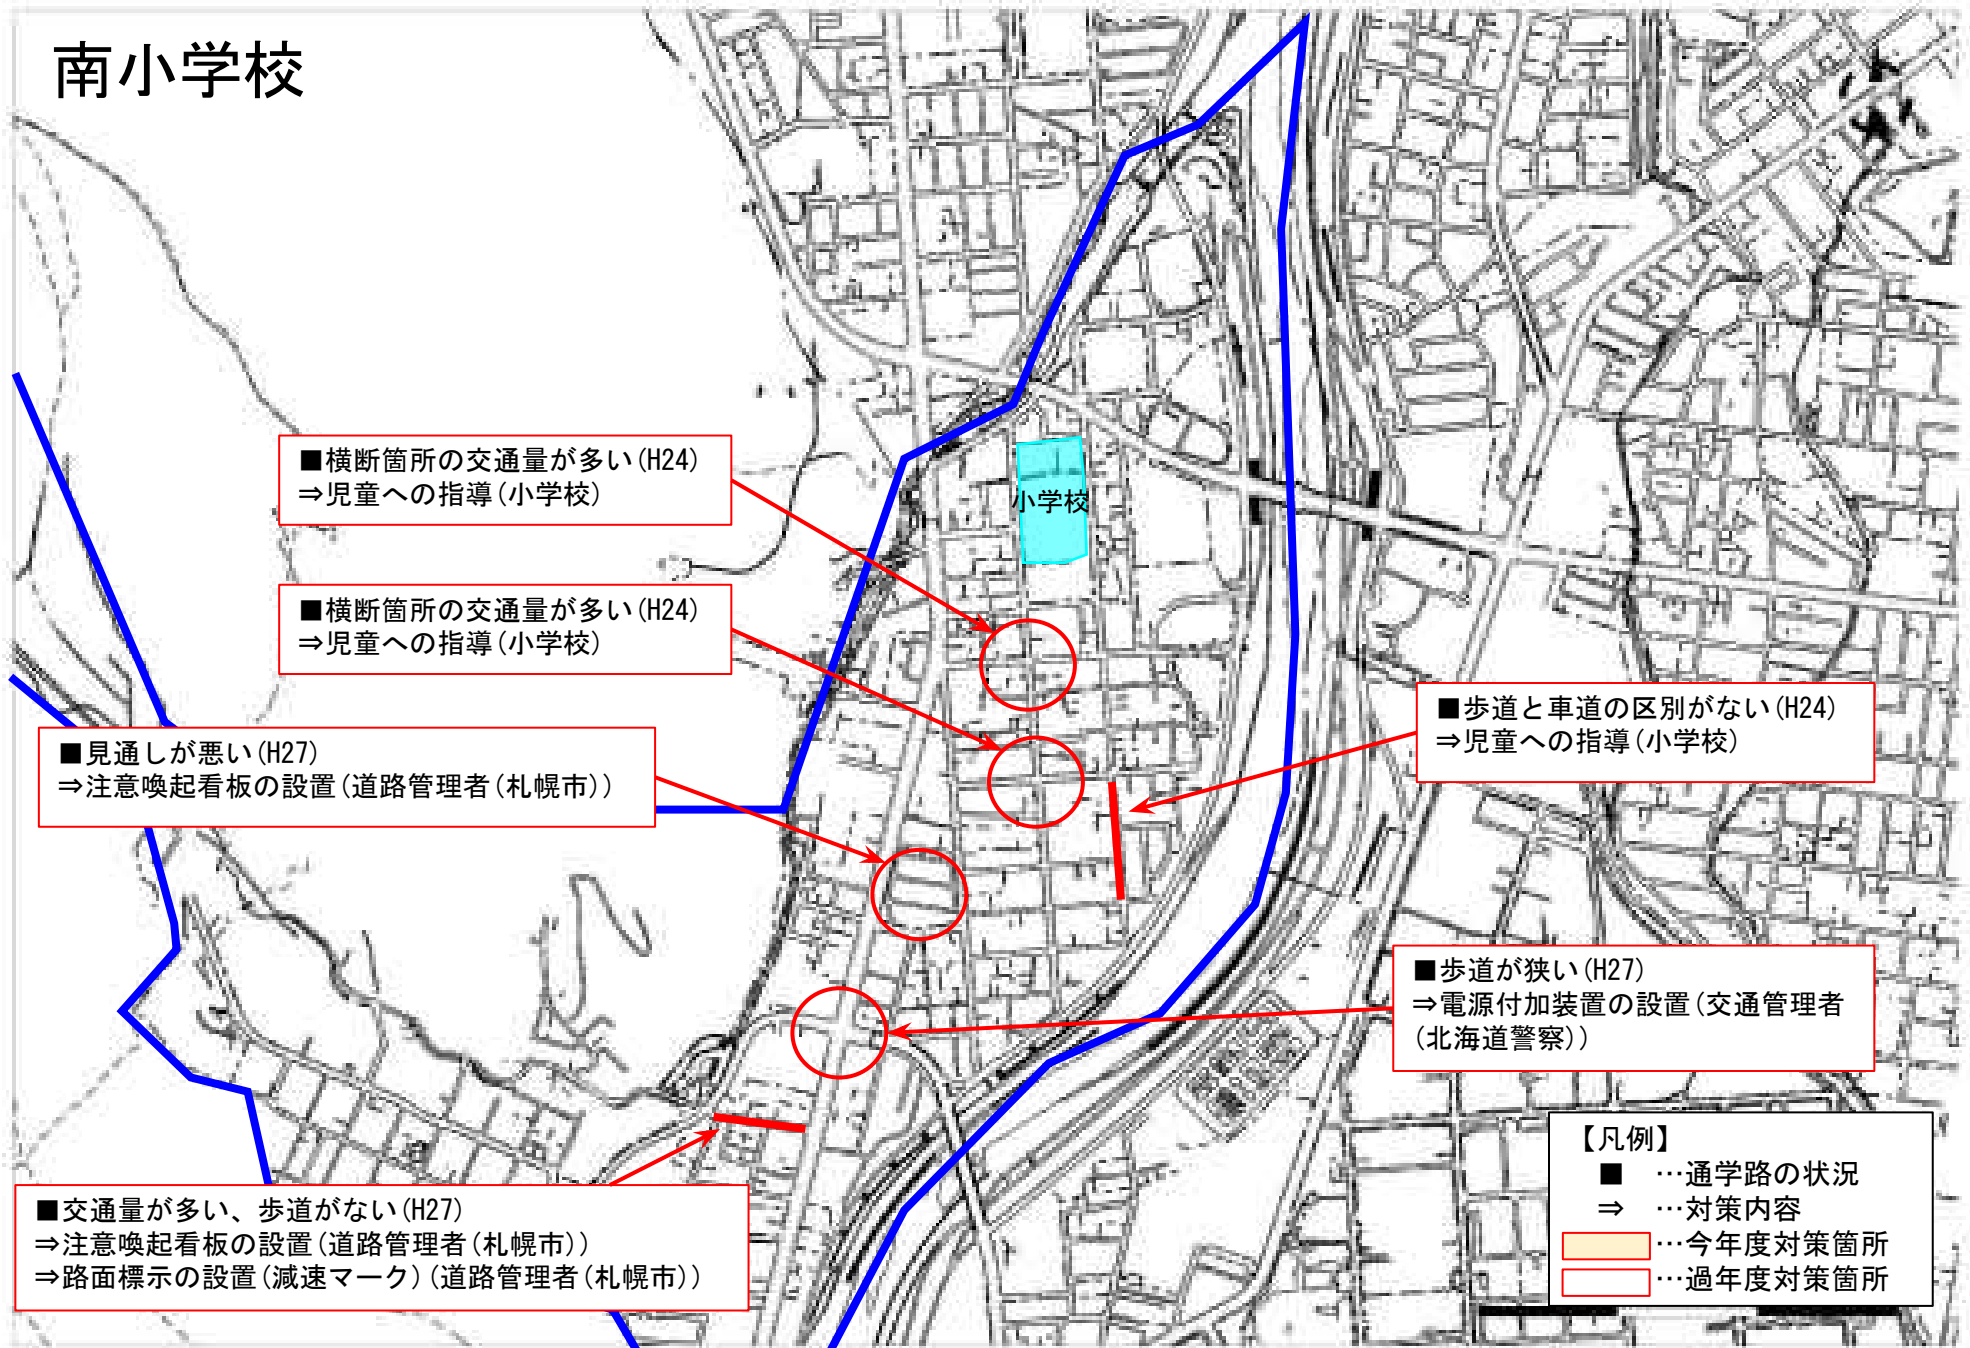 南小学校
■横断箇所の交通量が多い(H24)
⇒児童への指導(小学校)
小学校
■横断箇所の交通量が多い(H24)
⇒児童への指導(小学校)
■歩道と車道の区別がない(H24)
⇒児童への指導(小学校)
■見通しが悪い(H27)
⇒注意喚起看板の設置(道路管理者(札幌市))
■歩道が狭い(H27)
⇒電源付加装置の設置(交通管理者
(北海道警察))
■交通量が多い、歩道がない(H27)
⇒注意喚起看板の設置(道路管理者(札幌市))
⇒路面標示の設置(減速マーク)(道路管理者(札幌市))
【凡例】
■ …通学路の状況
⇒ …対策内容
…今年度対策箇所
…過年度対策箇所